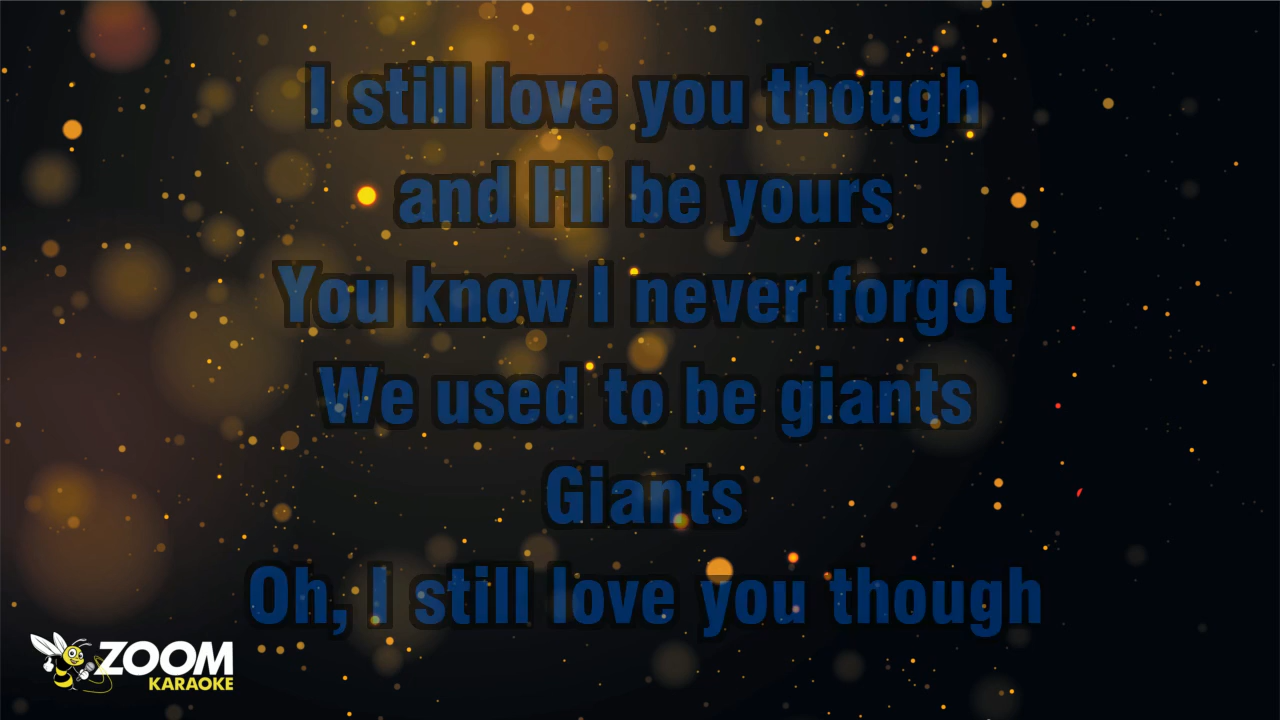 I still love you though
and I'll be yours
You know I never forgot
We used to be giants
Giants
Oh, I still love you though
ZOOM
KARAOKE